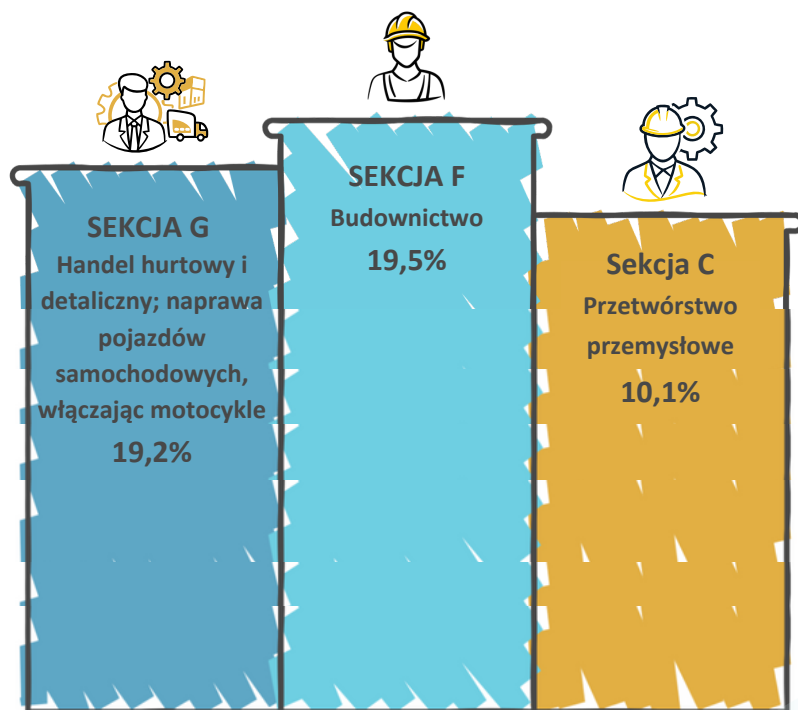 SEKCJA G
Handel hurtowy i
detaliczny; naprawa
pojazdów
samochodowych,
włączając motocykle
19,2%
SEKCJA F
Budownictwo
19,5%
Sekcja C
Przetwórstwo
przemysłowe
10,1%